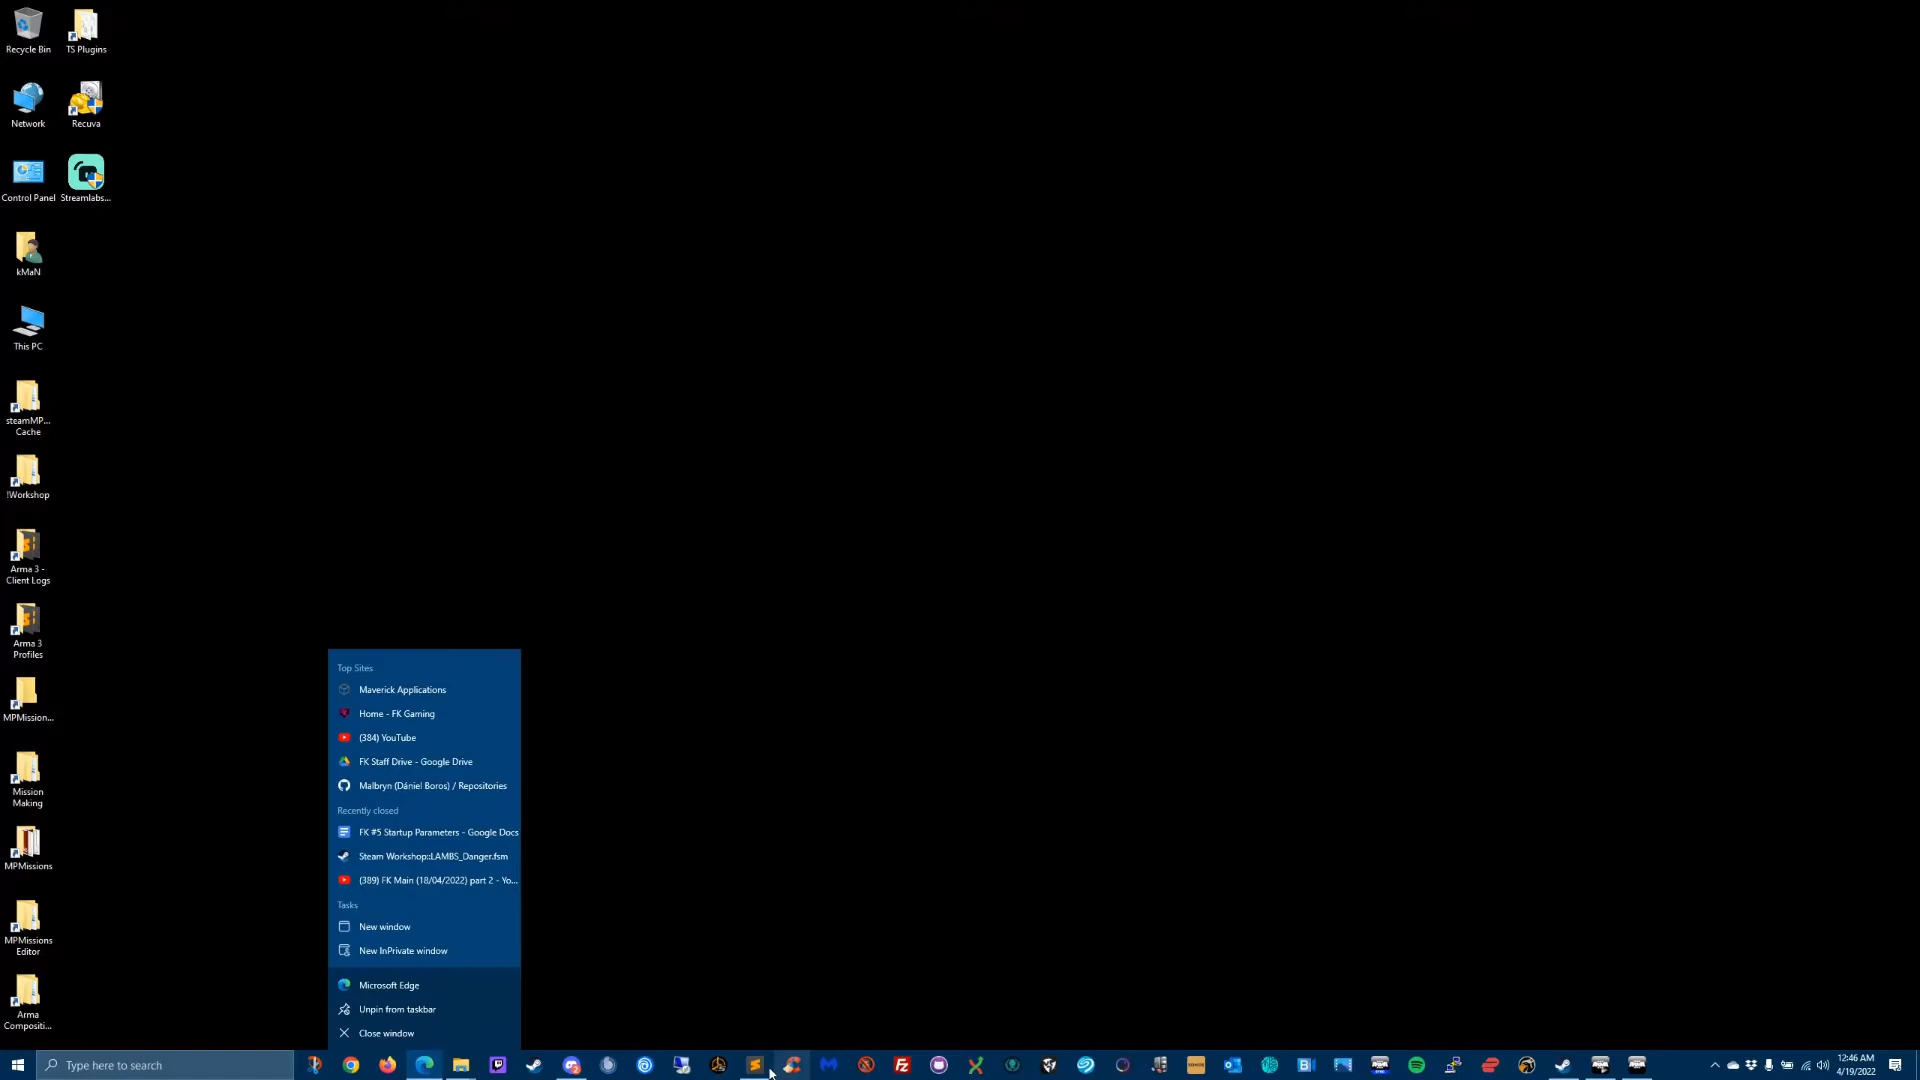 Recycle Bin
TS Plugins
Network
Recuva
Control Panel
Streamlabs...
kMaN
This PC
steamMP...
Cache
!Workshop
Arma 3 -
Client Logs
Arma 3
Profiles
MPMission...
Mission
Making
MPMissions
MPMissions
Editor
Arma
Compositi...
Top Sites
Maverick Applications
Home - FK Gaming
(384) YouTube
FK Staff Drive - Google Drive
Malbryn (Dániel Boros) / Repositories
Recently closed
FK #5 Startup Parameters - Google Docs
Steam Workshop::LAMBS_Danger.fsm
(389) FK Main (18/04/2022) part 2 - Yo...
Tasks
New window
New InPrivate window
Microsoft Edge
Unpin from taskbar
Close window
Type here to search
SONOS
12:46 AM
4/19/2022